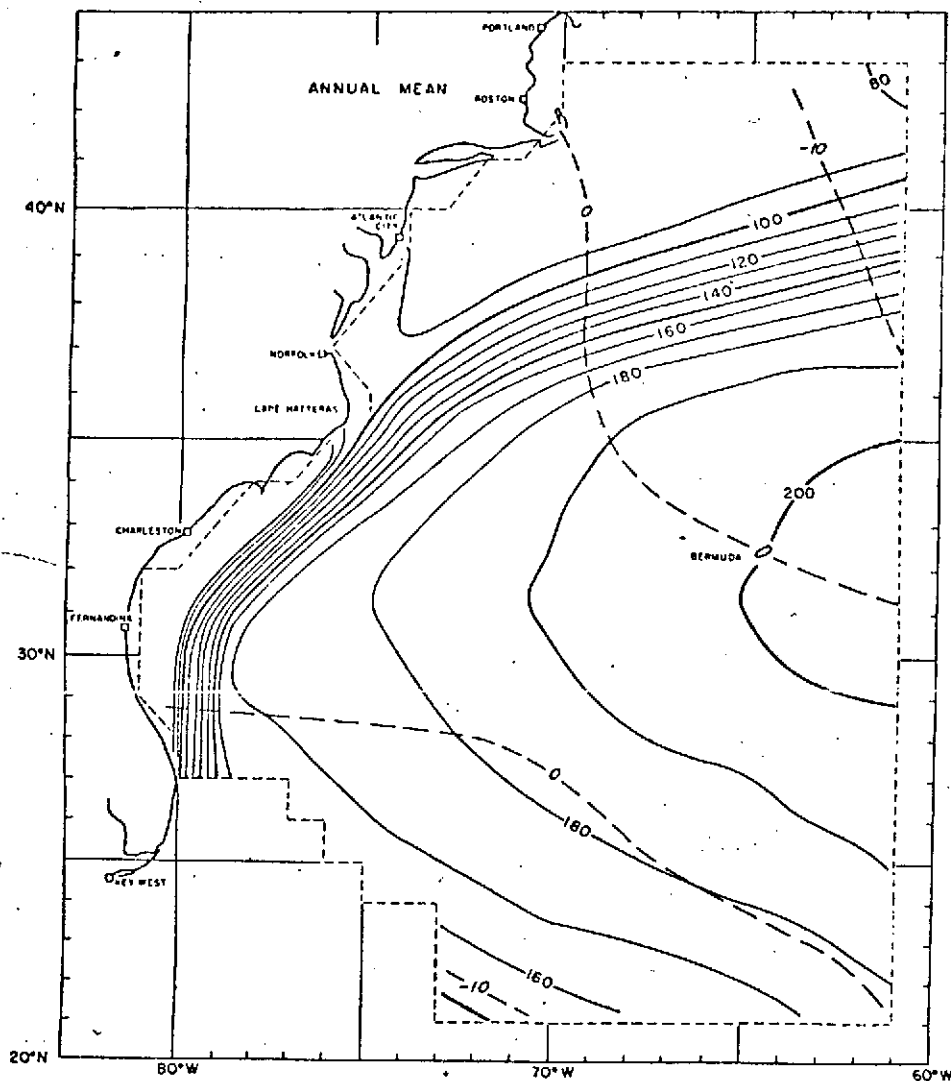 PORTLAND
ANNUAL MEAN
BOSTON
80
-10
40°N
ATLANTIC
CITY
0
100
120
140
160
180
NORFOLK
CAPE HATTERAS
200
CHARLESTON
BERMUDA
FERNANDINA
30°N
0
180
KEY WEST
160
-10
20°N
80°W
70°W
60°W